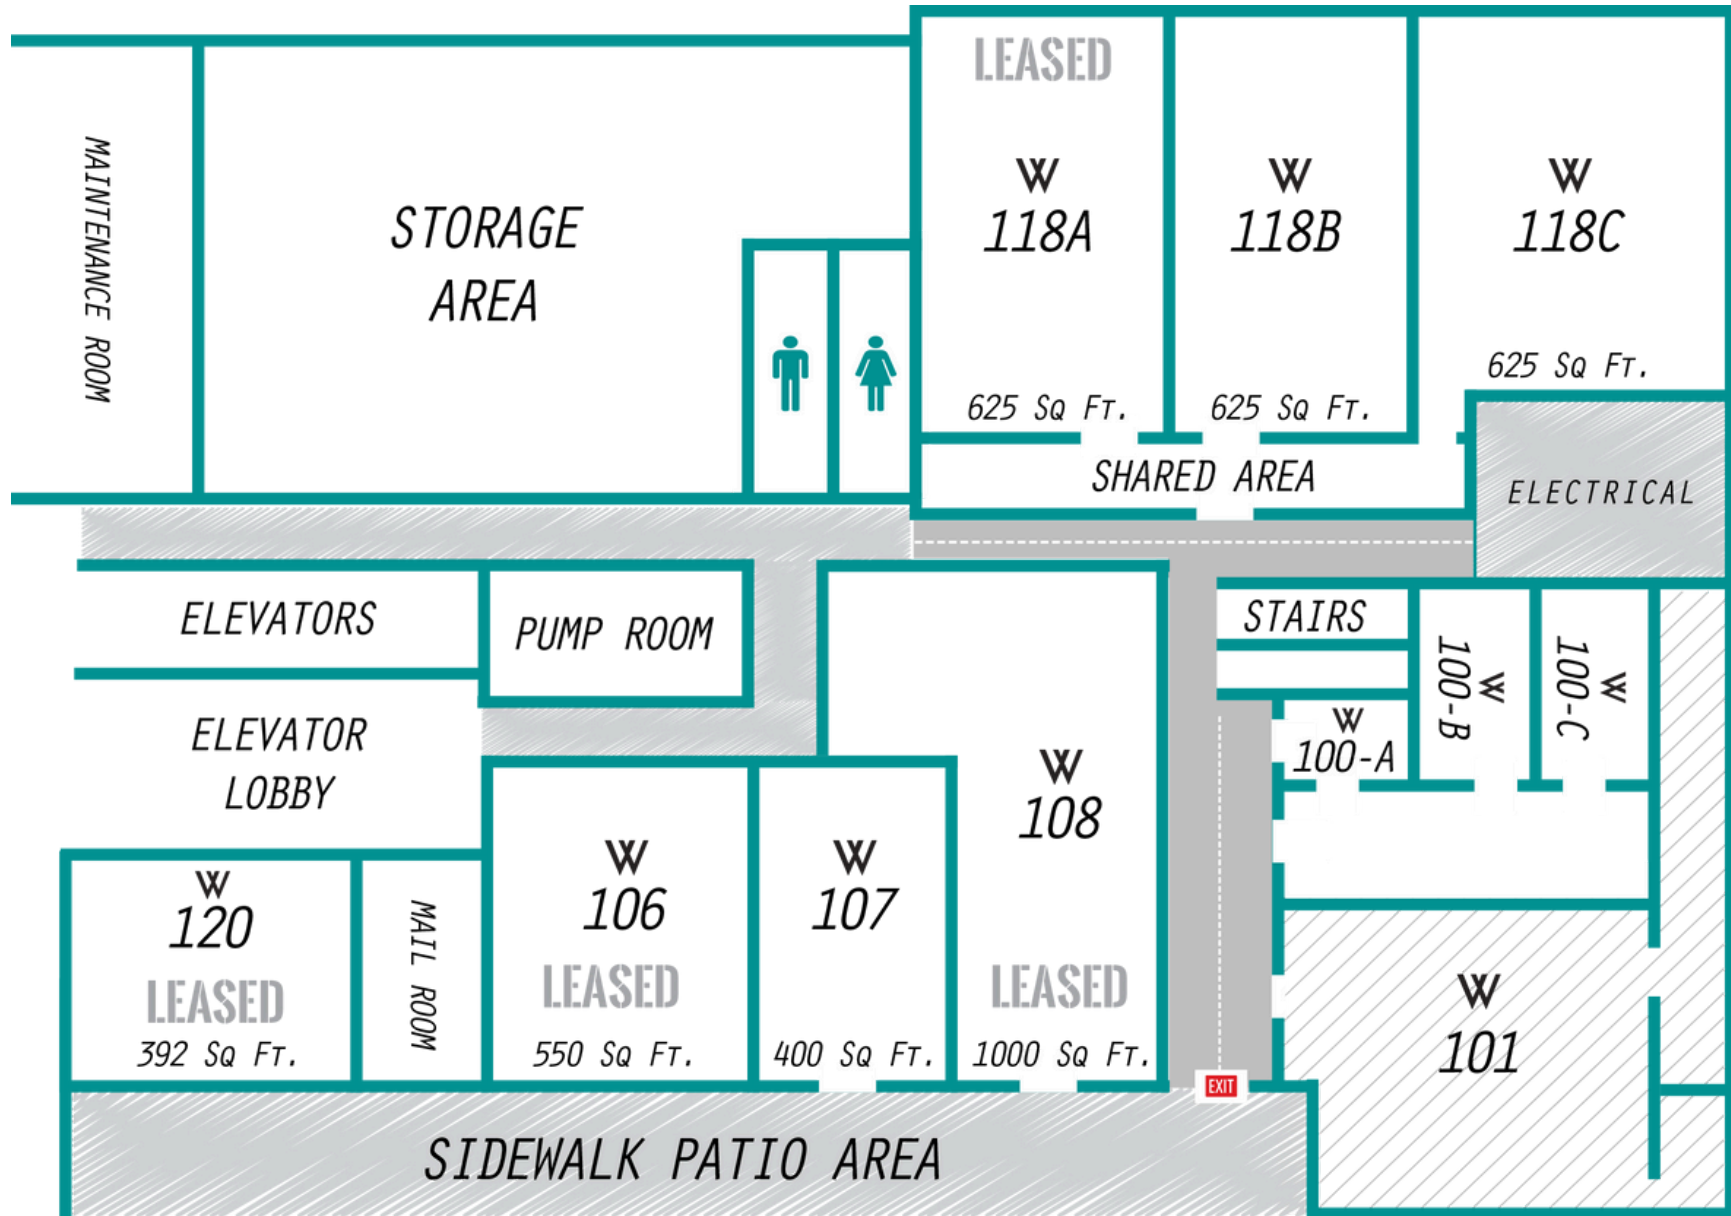 LEASED
W
118A
625 SQ FT.
W
118B
625 SQ FT.
W
118C
625 SQ FT.
MAINTENANCE ROOM
STORAGE
AREA
SHARED AREA
ELECTRICAL
ELEVATORS
PUMP ROOM
STAIRS
W
100-B
W
100-C
ELEVATOR
LOBBY
W
100-A
W
108
LEASED
1000 SQ FT.
W
120
LEASED
392 SQ FT.
MAIL ROOM
W
106
LEASED
550 SQ FT.
W
107
400 SQ FT.
W
101
EXIT
SIDEWALK PATIO AREA